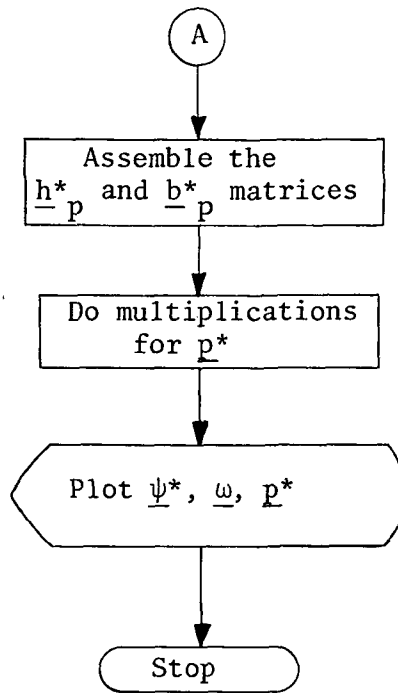 A
Assemble the
h*p and b*p matrices
Do multiplications
for p*
Plot ψ*, ω, p*
Stop